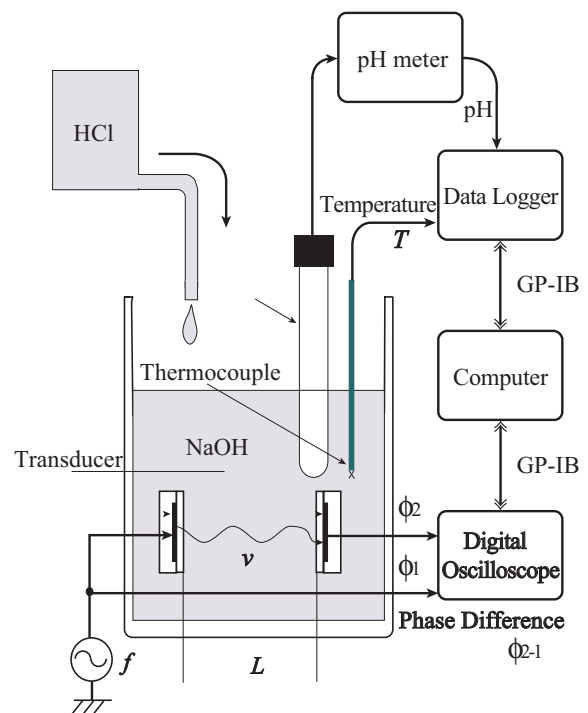 pH meter
HCl
pH
Data Logger
Temperature
T
GP-IB
Thermocouple
Computer
NaOH
Transducer
GP-IB
ϕ2
v
ϕ1
Digital
Oscilloscope
Phase Difference
ϕ2-1
f
L